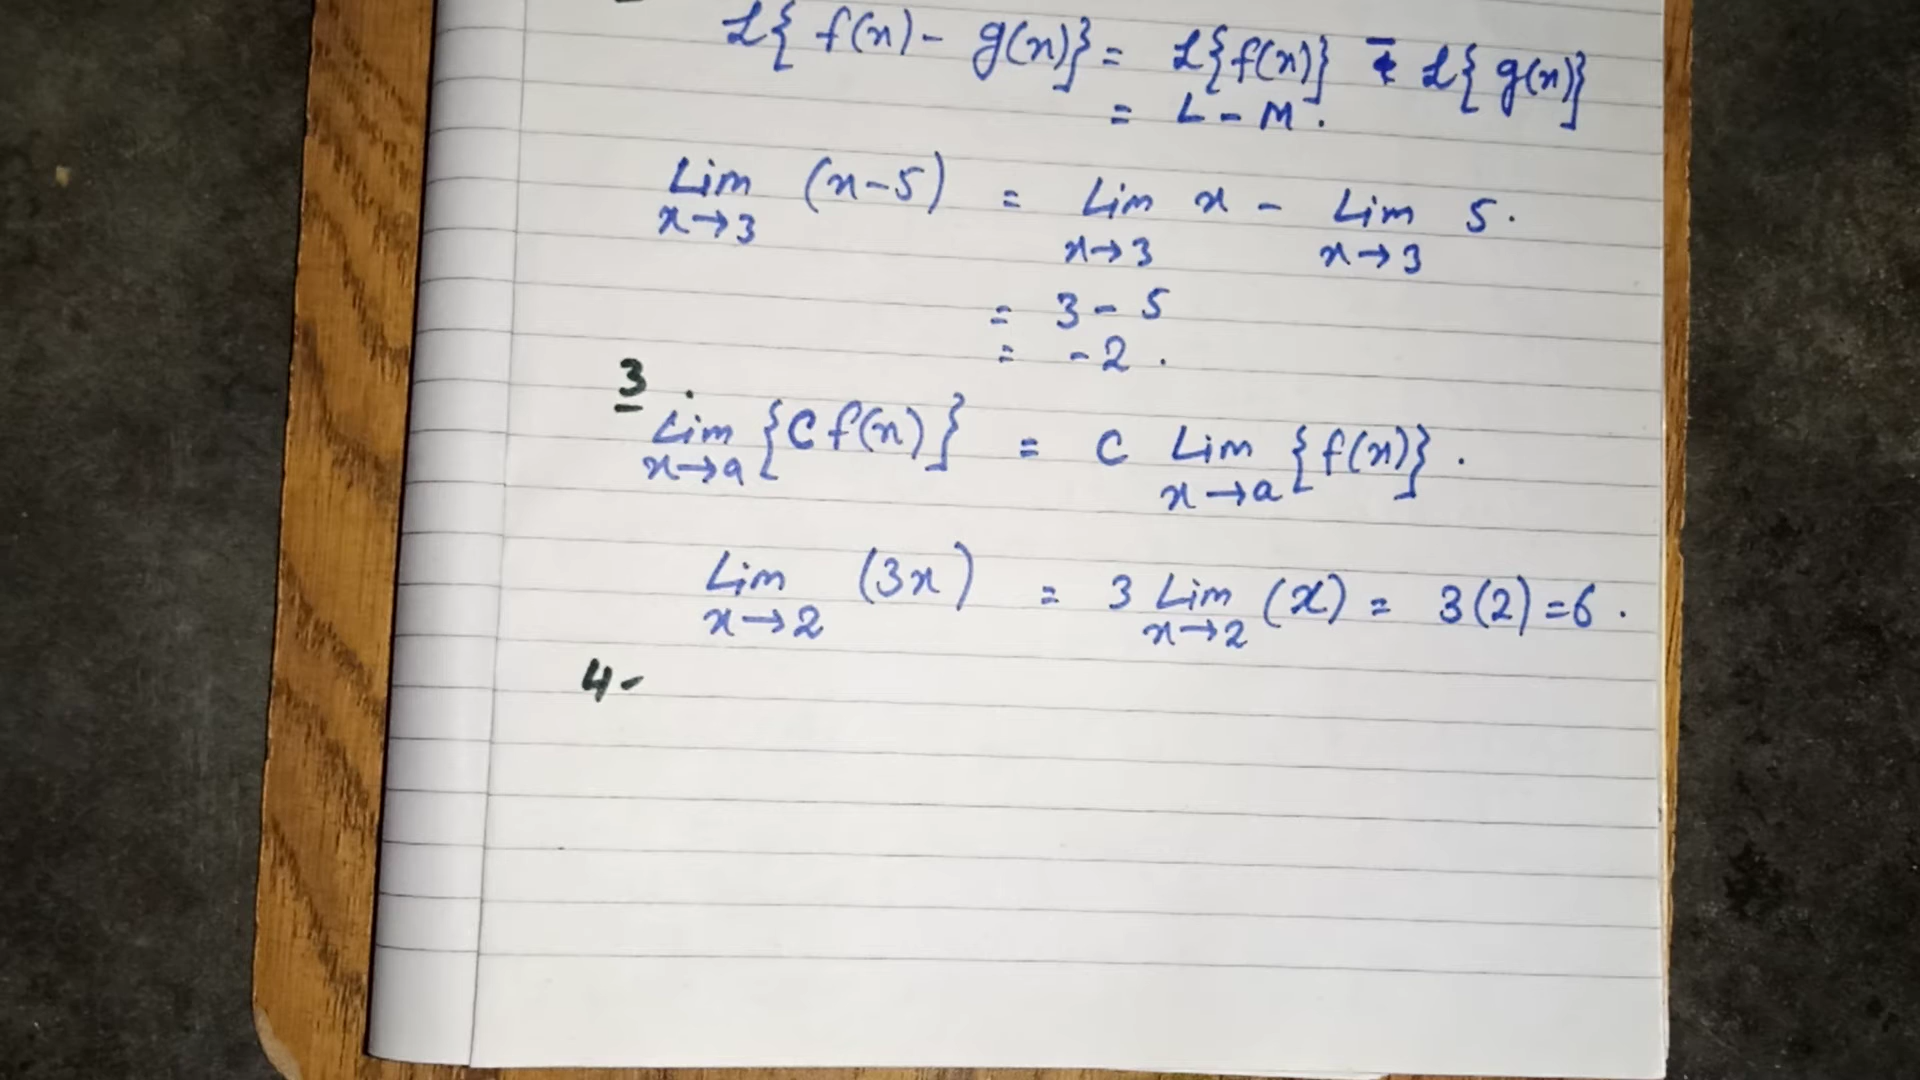 ℒ{ f(x) - g(x)} = ℒ{f(x)} - ℒ{ g(x)}
= L - M .
Lim (x-5) = Lim x - Lim 5.
x→3 x→3 x→3
= 3 - 5
= -2 .
3 .
Lim {C f(x)} = C Lim {f(x)} .
x→a x→a
Lim (3x) = 3 Lim (x) = 3(2) =6 .
x→2 x→2
4-